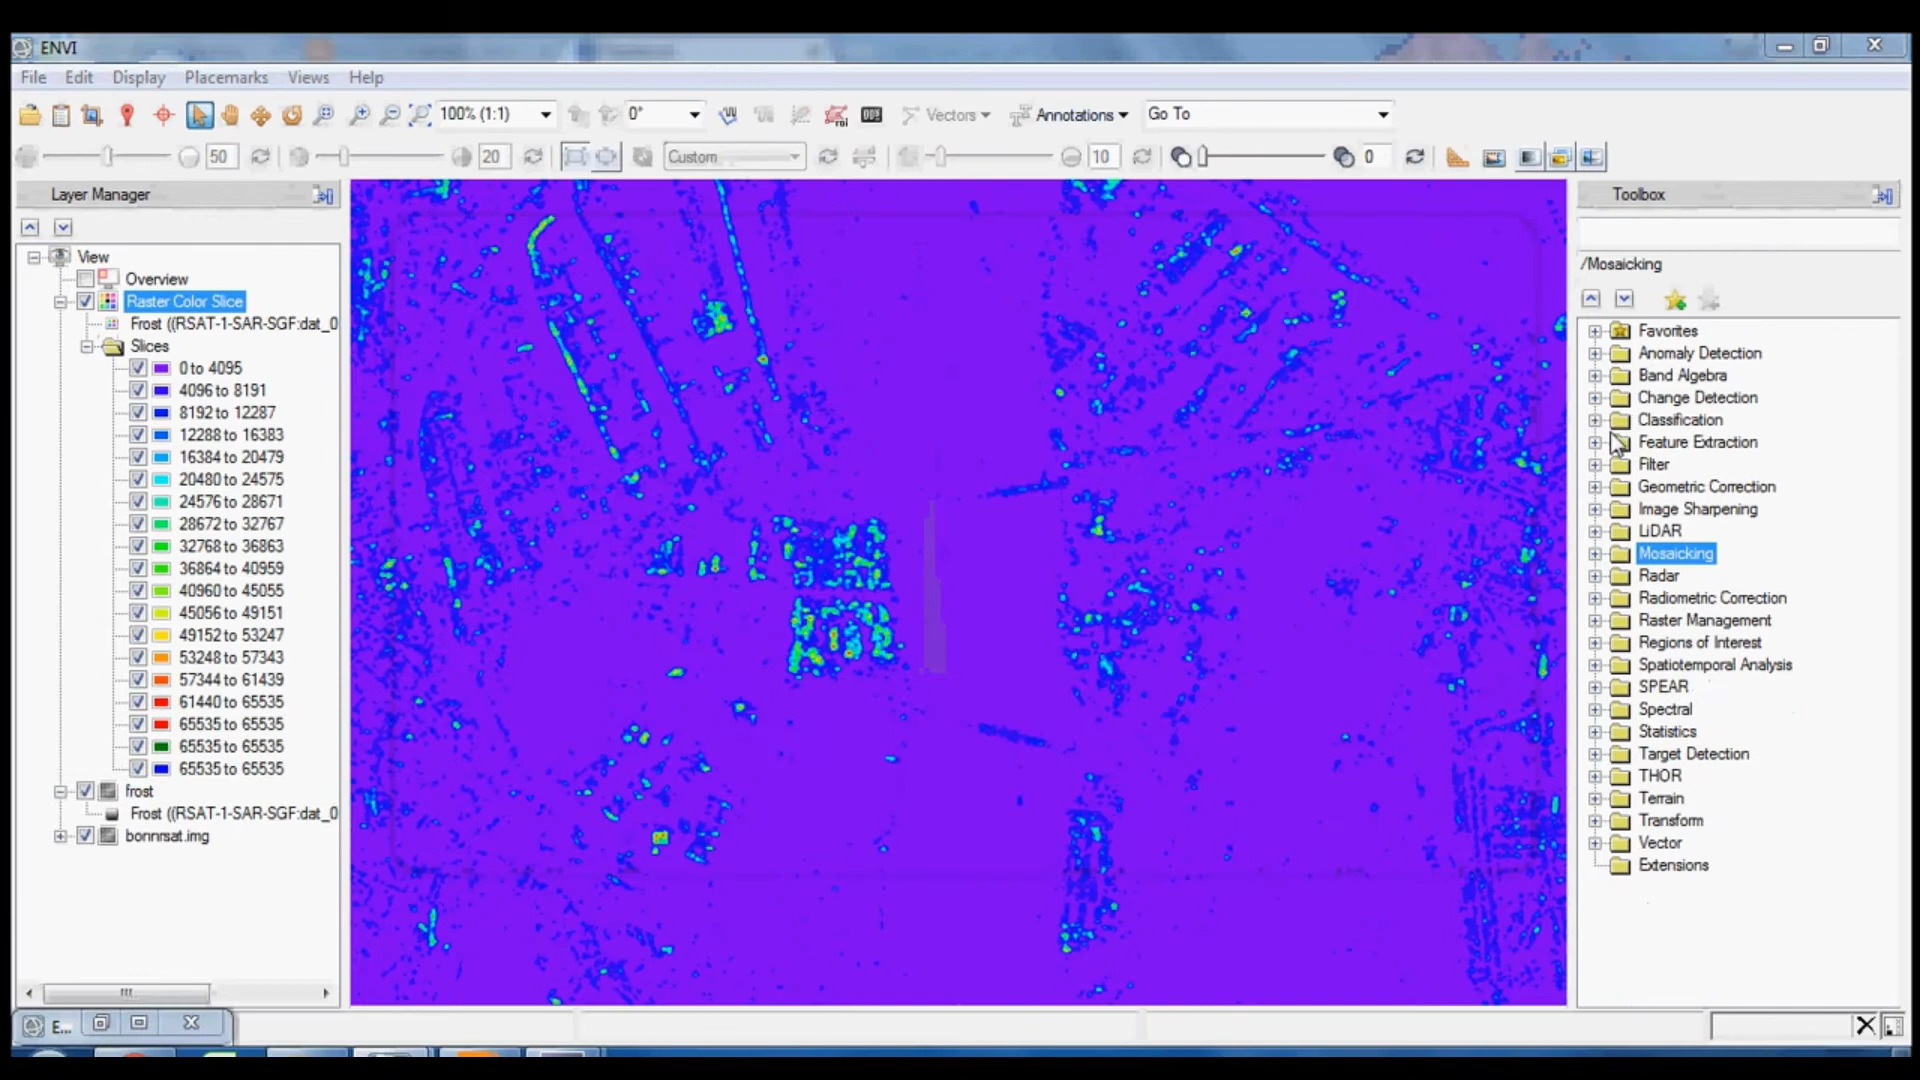 ENVI
File Edit Display Placemarks Views Help
100% (1:1) 0° Vectors Annotations Go To
50 20 Custom 10 0
Layer Manager
View
Overview
Raster Color Slice
Frost ((RSAT-1-SAR-SGF:dat_0
Slices
0 to 4095
4096 to 8191
8192 to 12287
12288 to 16383
16384 to 20479
20480 to 24575
24576 to 28671
28672 to 32767
32768 to 36863
36864 to 40959
40960 to 45055
45056 to 49151
49152 to 53247
53248 to 57343
57344 to 61439
61440 to 65535
65535 to 65535
65535 to 65535
65535 to 65535
frost
Frost ((RSAT-1-SAR-SGF:dat_0
bonnrsat.img
E...
Toolbox
/Mosaicking
Favorites
Anomaly Detection
Band Algebra
Change Detection
Classification
Feature Extraction
Filter
Geometric Correction
Image Sharpening
LiDAR
Mosaicking
Radar
Radiometric Correction
Raster Management
Regions of Interest
Spatiotemporal Analysis
SPEAR
Spectral
Statistics
Target Detection
THOR
Terrain
Transform
Vector
Extensions